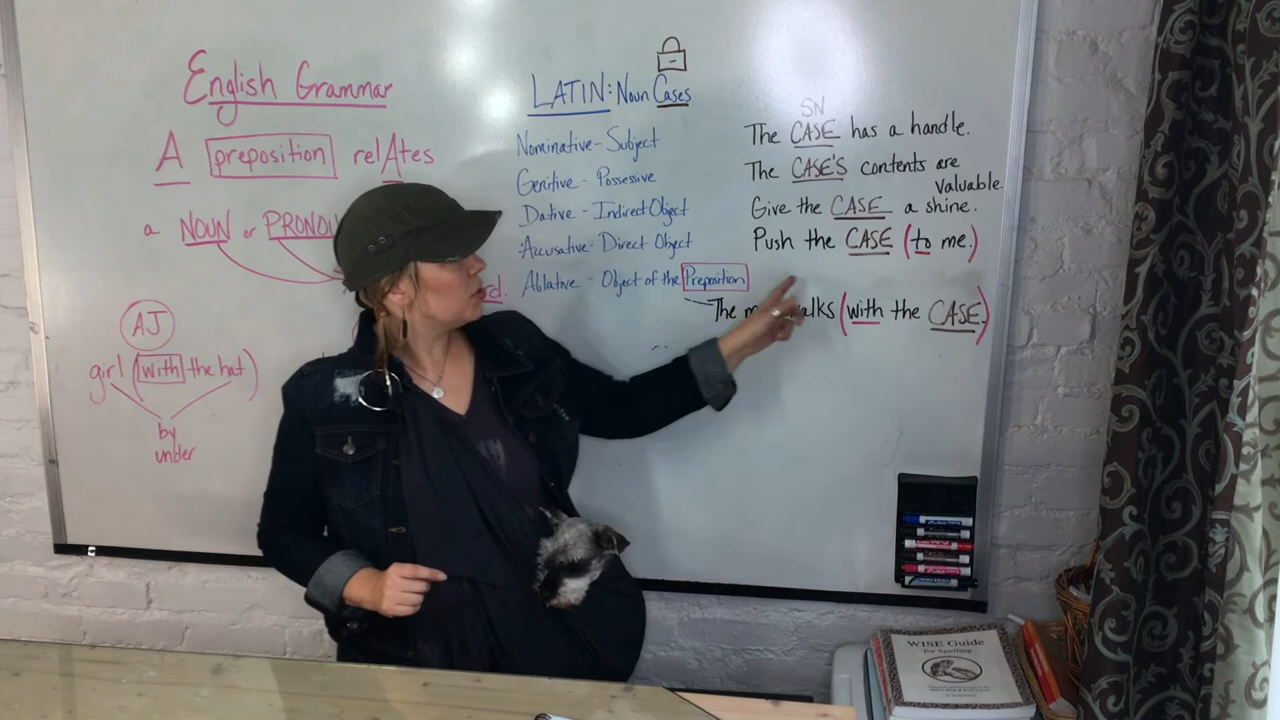 English Grammar
A preposition relAtes
a NOUN or PRONOU
rd.
AJ
girl (with the hat)
by
under
LATIN: Noun Cases
Nominative - Subject
Genitive - Possessive
Dative - Indirect Object
Accusative - Direct Object
Ablative - Object of the Preposition
SN
The CASE has a handle.
The CASE'S contents are
valuable.
Give the CASE a shine.
Push the CASE (to me.)
The m alks (with the CASE.)
WISE Guide
for Spelling